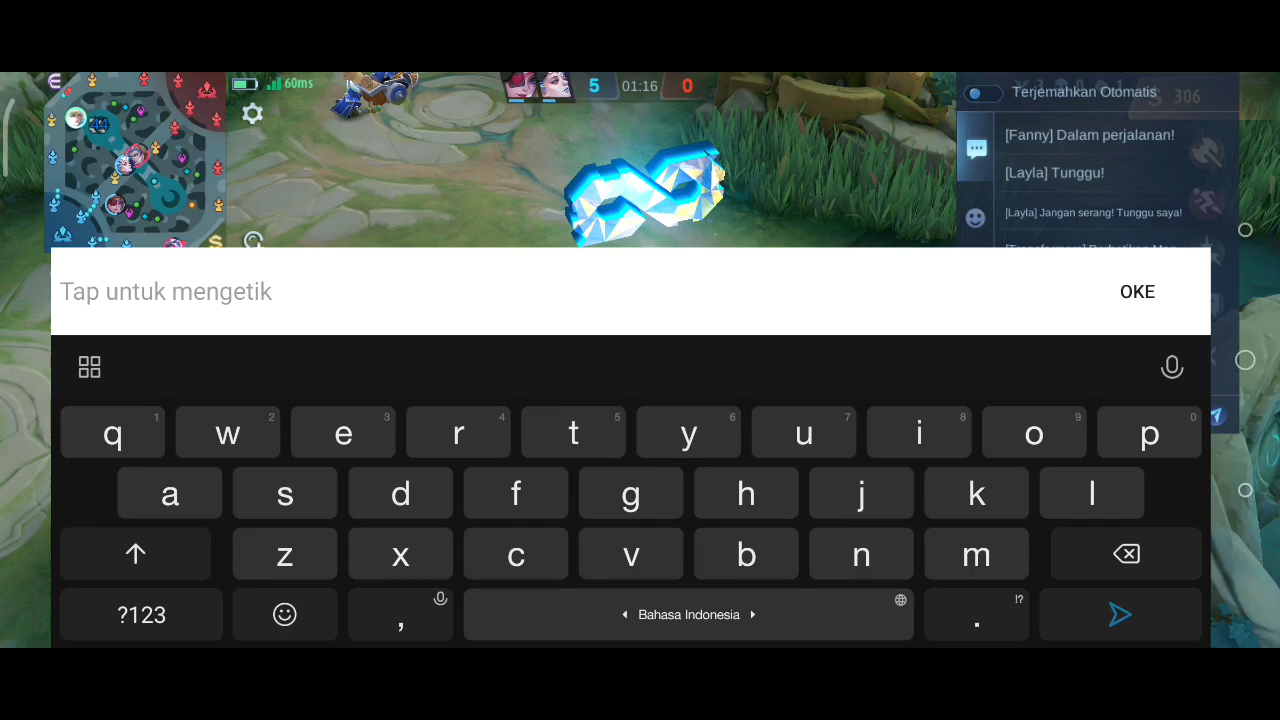 60ms
5 01:16 0
Terjemahkan Otomatis
306
[Fanny] Dalam perjalanan!
[Layla] Tunggu!
[Layla] Jangan serang! Tunggu saya!
Tap untuk mengetik
OKE
1 2 3 4 5 6 7 8 9 0
q w e r t y u i o p
a s d f g h j k l
z x c v b n m
!?
?123 , Bahasa Indonesia .